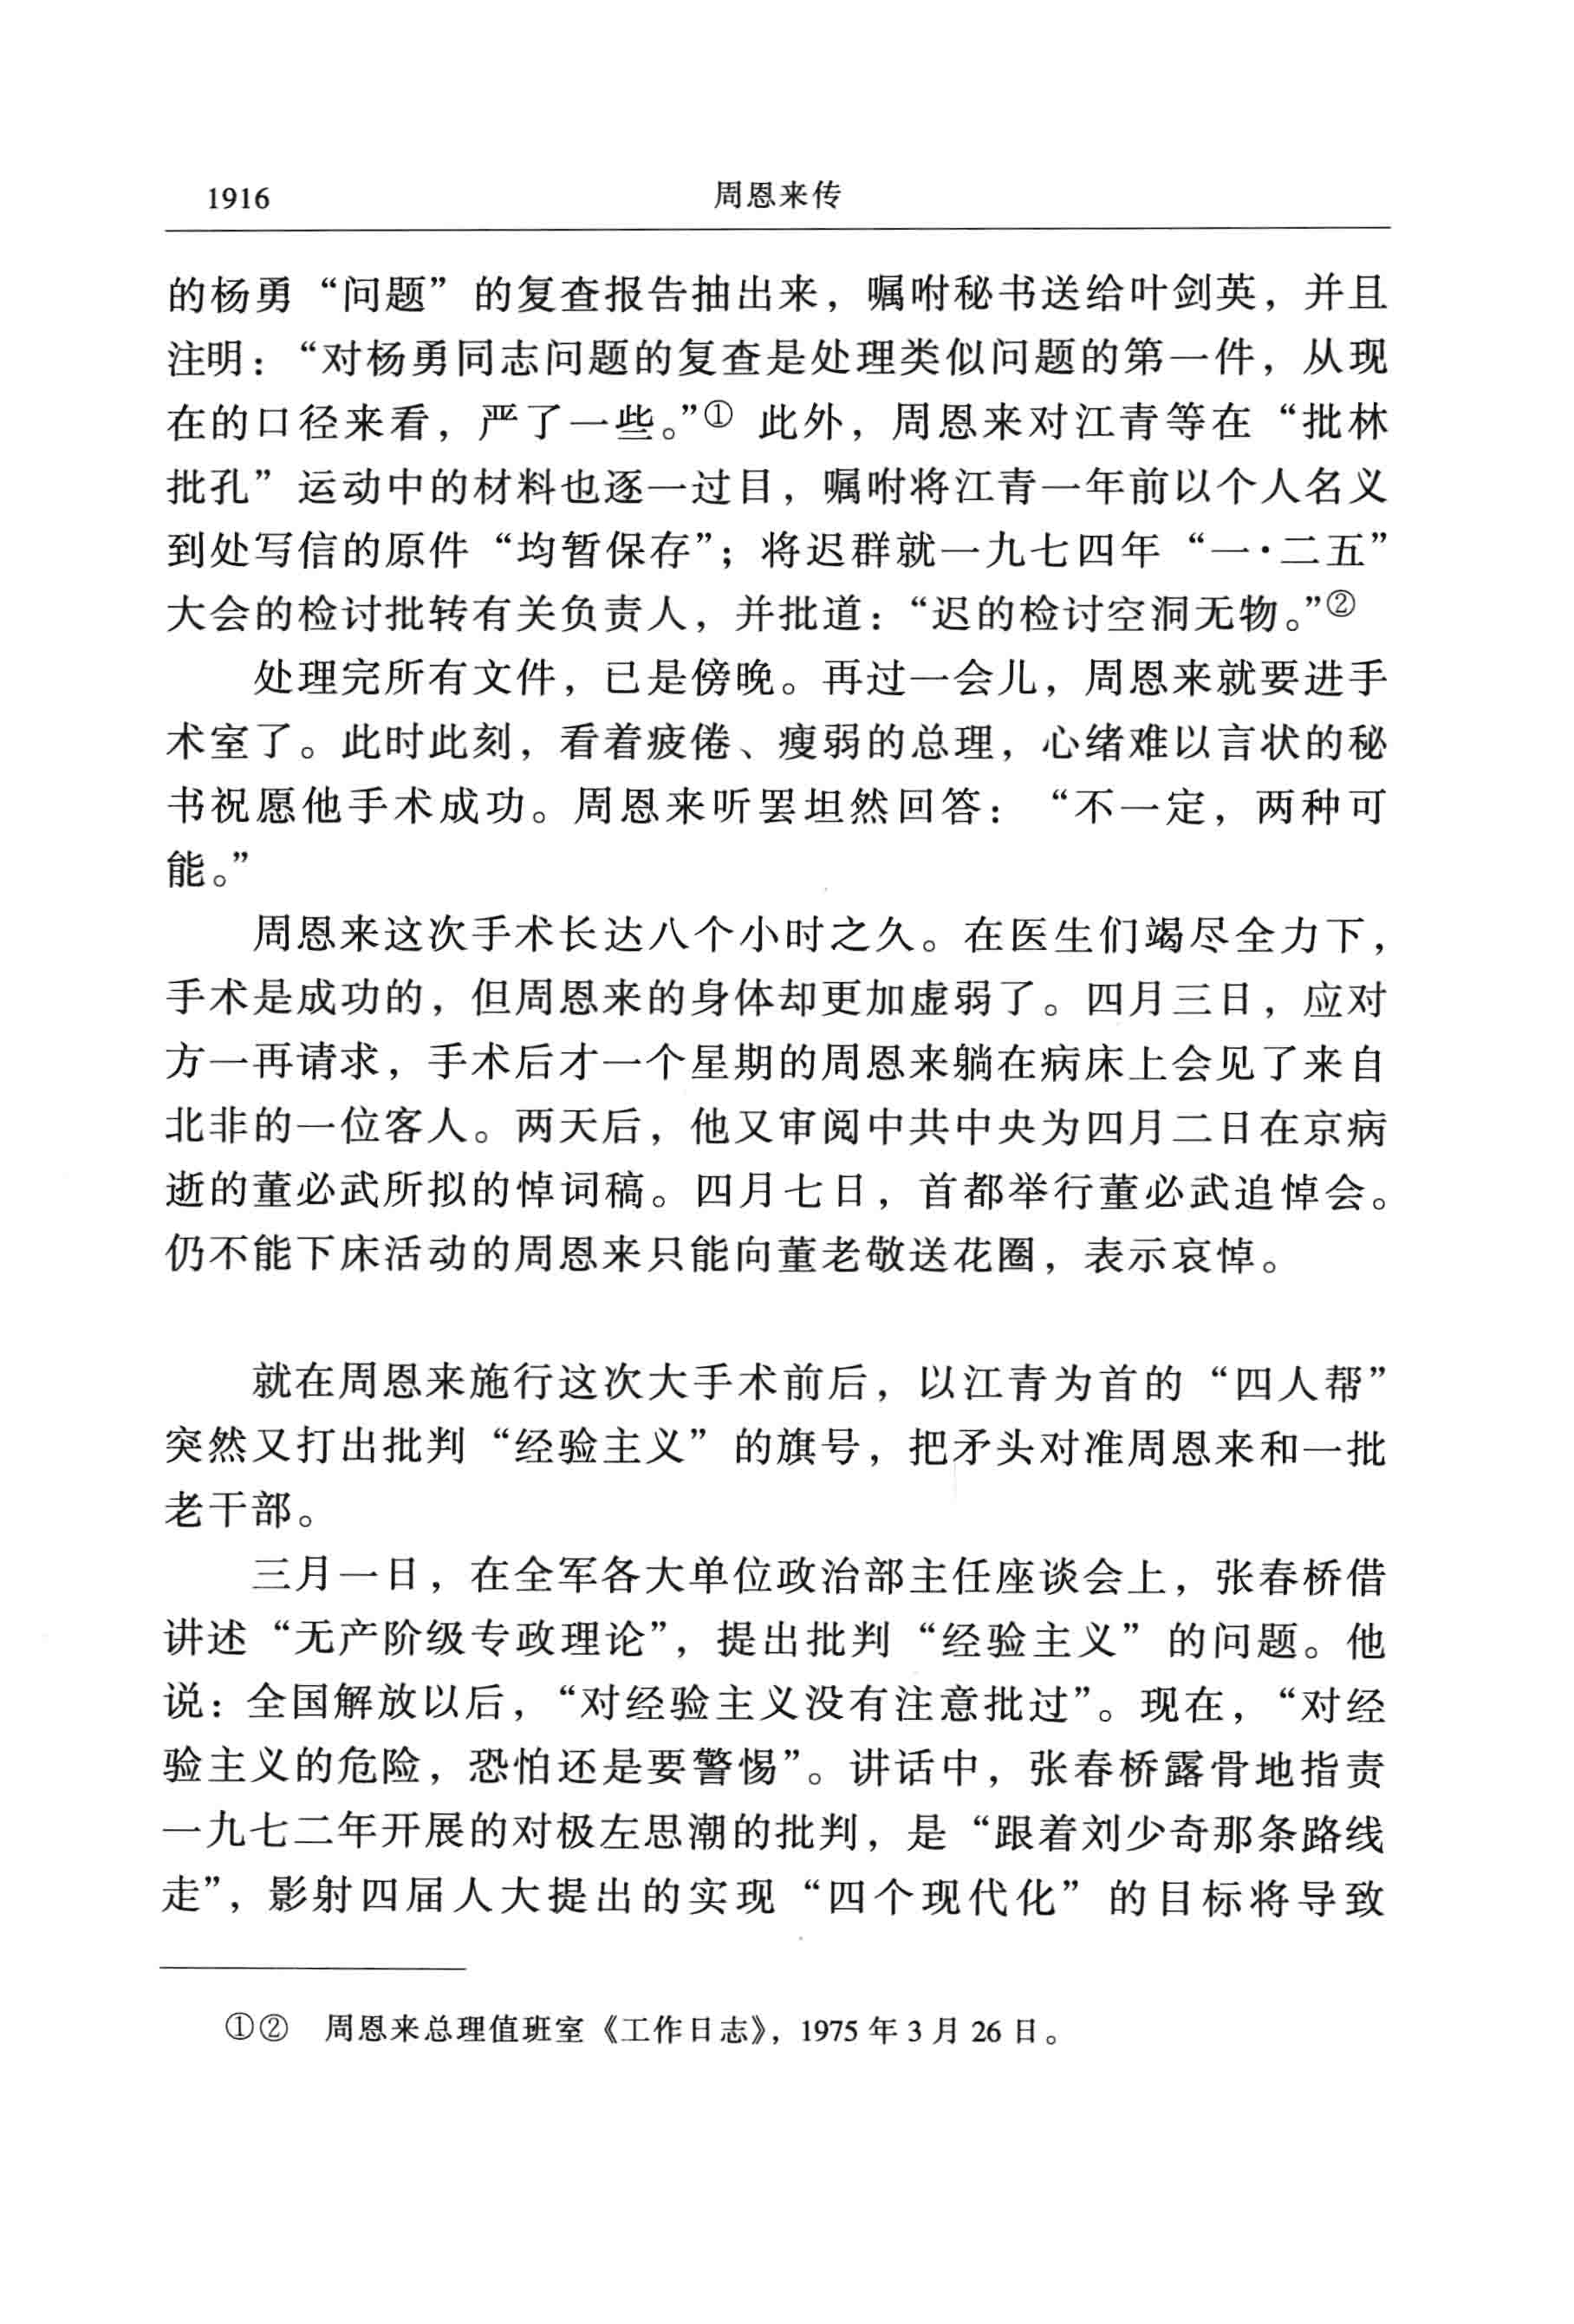 1916 周恩来传
的杨勇“问题”的复查报告抽出来，嘱咐秘书送给叶剑英，并且
注明：“对杨勇同志问题的复查是处理类似问题的第一件，从现
在的口径来看，严了一些。”① 此外，周恩来对江青等在“批林
批孔”运动中的材料也逐一过目，嘱咐将江青一年前以个人名义
到处写信的原件“均暂保存”；将迟群就一九七四年“一·二五”
大会的检讨批转有关负责人，并批道：“迟的检讨空洞无物。”②
处理完所有文件，已是傍晚。再过一会儿，周恩来就要进手
术室了。此时此刻，看着疲倦、瘦弱的总理，心绪难以言状的秘
书祝愿他手术成功。周恩来听罢坦然回答：“不一定，两种可
能。”
周恩来这次手术长达八个小时之久。在医生们竭尽全力下，
手术是成功的，但周恩来的身体却更加虚弱了。四月三日，应对
方一再请求，手术后才一个星期的周恩来躺在病床上会见了来自
北非的一位客人。两天后，他又审阅中共中央为四月二日在京病
逝的董必武所拟的悼词稿。四月七日，首都举行董必武追悼会。
仍不能下床活动的周恩来只能向董老敬送花圈，表示哀悼。
就在周恩来施行这次大手术前后，以江青为首的“四人帮”
突然又打出批判“经验主义”的旗号，把矛头对准周恩来和一批
老干部。
三月一日，在全军各大单位政治部主任座谈会上，张春桥借
讲述“无产阶级专政理论”，提出批判“经验主义”的问题。他
说：全国解放以后，“对经验主义没有注意批过”。现在，“对经
验主义的危险，恐怕还是要警惕”。讲话中，张春桥露骨地指责
一九七二年开展的对极左思潮的批判，是“跟着刘少奇那条路线
走”，影射四届人大提出的实现“四个现代化”的目标将导致
①② 周恩来总理值班室《工作日志》，1975 年 3 月 26 日。